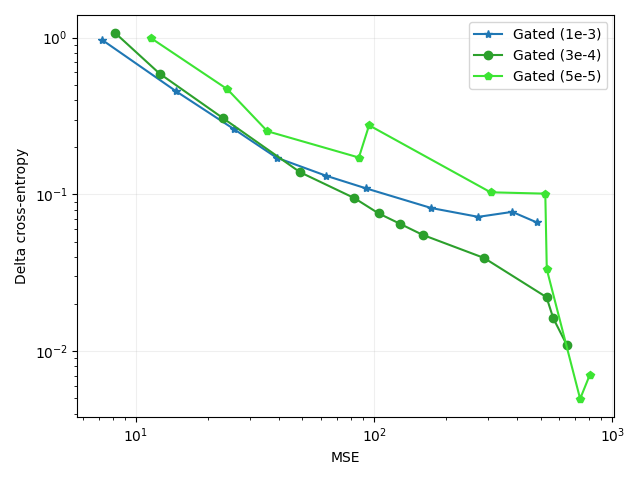 Delta cross-entropy
10⁰
10⁻¹
10⁻²
10¹
10²
10³
MSE
Gated (1e-3)
Gated (3e-4)
Gated (5e-5)